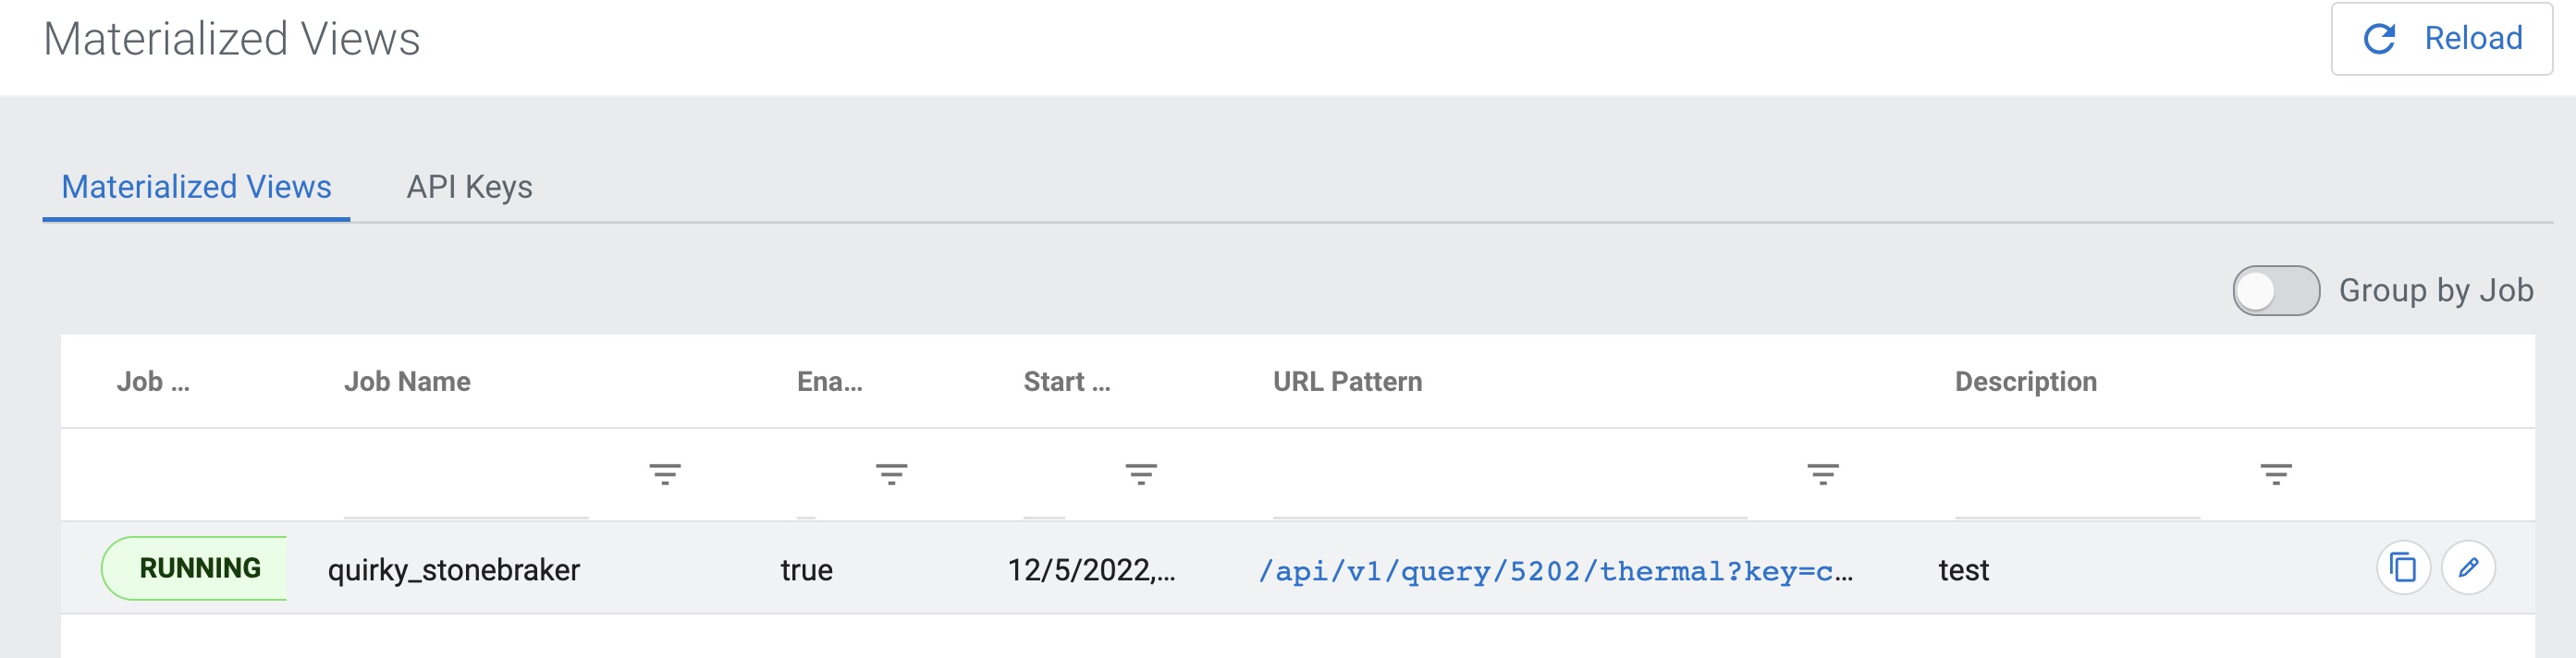 Materialized Views
Reload
Materialized Views API Keys
Group by Job
Job ... Job Name Ena... Start ... URL Pattern Description
RUNNING quirky_stonebraker true 12/5/2022,... /api/v1/query/5202/thermal?key=c... test